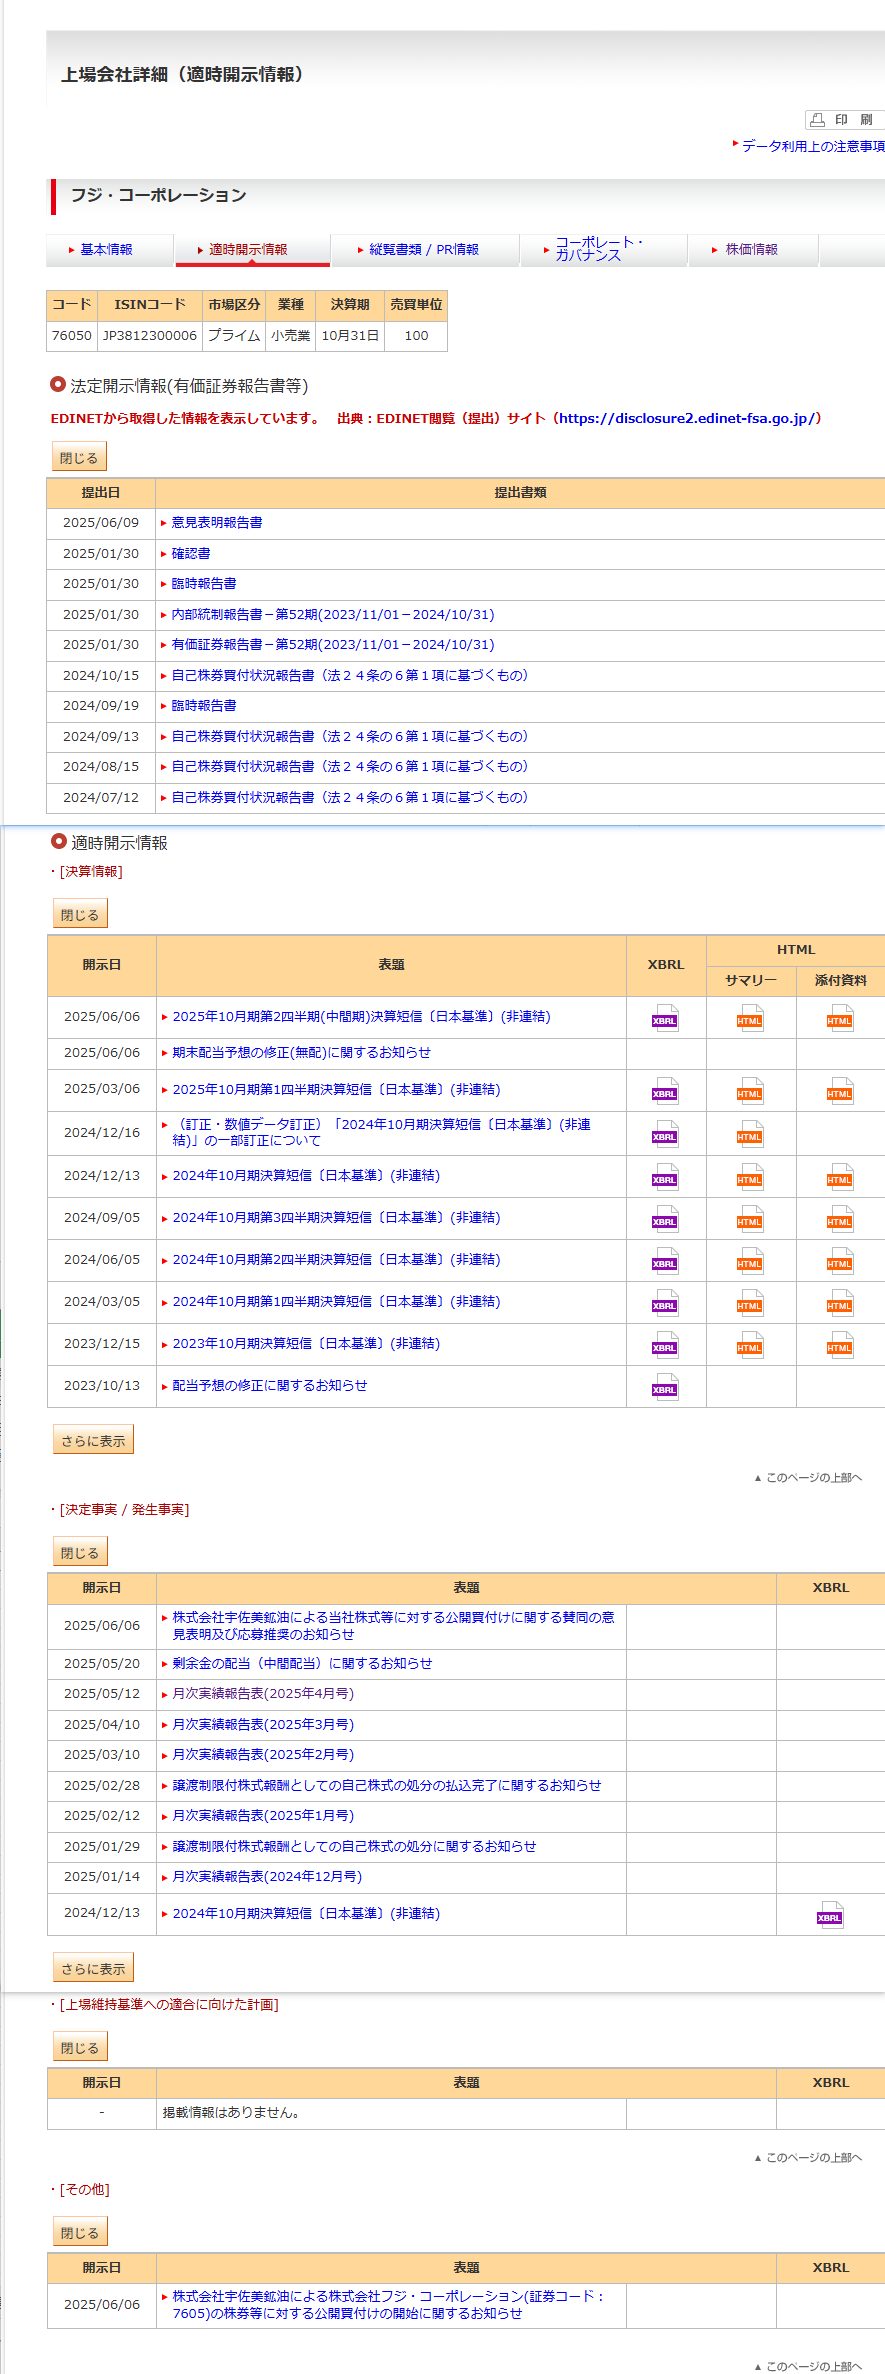 上場会社詳細（適時開示情報）
印 刷
データ利用上の注意事項
フジ・コーポレーション
基本情報 適時開示情報 縦覧書類 / PR情報 コーポレート・ガバナンス 株価情報
コード ISINコード 市場区分 業種 決算期 売買単位
76050 JP3812300006 プライム 小売業 10月31日 100
法定開示情報(有価証券報告書等)
EDINETから取得した情報を表示しています。 出典：EDINET閲覧（提出）サイト（https://disclosure2.edinet-fsa.go.jp/）
閉じる
提出日 提出書類
2025/06/09 意見表明報告書
2025/01/30 確認書
2025/01/30 臨時報告書
2025/01/30 内部統制報告書－第52期(2023/11/01－2024/10/31)
2025/01/30 有価証券報告書－第52期(2023/11/01－2024/10/31)
2024/10/15 自己株券買付状況報告書（法２４条の６第１項に基づくもの）
2024/09/19 臨時報告書
2024/09/13 自己株券買付状況報告書（法２４条の６第１項に基づくもの）
2024/08/15 自己株券買付状況報告書（法２４条の６第１項に基づくもの）
2024/07/12 自己株券買付状況報告書（法２４条の６第１項に基づくもの）
適時開示情報
・[決算情報]
閉じる
開示日 表題 XBRL HTML
サマリー 添付資料
2025/06/06 2025年10月期第2四半期(中間期)決算短信〔日本基準〕(非連結) XBRL HTML HTML
2025/06/06 期末配当予想の修正(無配)に関するお知らせ
2025/03/06 2025年10月期第1四半期決算短信〔日本基準〕(非連結) XBRL HTML HTML
2024/12/16 （訂正・数値データ訂正）「2024年10月期決算短信〔日本基準〕(非連
結)」の一部訂正について XBRL HTML
2024/12/13 2024年10月期決算短信〔日本基準〕(非連結) XBRL HTML HTML
2024/09/05 2024年10月期第3四半期決算短信〔日本基準〕(非連結) XBRL HTML HTML
2024/06/05 2024年10月期第2四半期決算短信〔日本基準〕(非連結) XBRL HTML HTML
2024/03/05 2024年10月期第1四半期決算短信〔日本基準〕(非連結) XBRL HTML HTML
2023/12/15 2023年10月期決算短信〔日本基準〕(非連結) XBRL HTML HTML
2023/10/13 配当予想の修正に関するお知らせ XBRL
さらに表示
▲ このページの上部へ
・[決定事実 / 発生事実]
閉じる
開示日 表題 XBRL
2025/06/06 株式会社宇佐美鉱油による当社株式等に対する公開買付けに関する賛同の意
見表明及び応募推奨のお知らせ
2025/05/20 剰余金の配当（中間配当）に関するお知らせ
2025/05/12 月次実績報告表(2025年4月号)
2025/04/10 月次実績報告表(2025年3月号)
2025/03/10 月次実績報告表(2025年2月号)
2025/02/28 譲渡制限付株式報酬としての自己株式の処分の払込完了に関するお知らせ
2025/02/12 月次実績報告表(2025年1月号)
2025/01/29 譲渡制限付株式報酬としての自己株式の処分に関するお知らせ
2025/01/14 月次実績報告表(2024年12月号)
2024/12/13 2024年10月期決算短信〔日本基準〕(非連結) XBRL
さらに表示
・[上場維持基準への適合に向けた計画]
閉じる
開示日 表題 XBRL
- 掲載情報はありません。
▲ このページの上部へ
・[その他]
閉じる
開示日 表題 XBRL
2025/06/06 株式会社宇佐美鉱油による株式会社フジ・コーポレーション(証券コード：
7605)の株券等に対する公開買付けの開始に関するお知らせ
▲ このページの上部へ